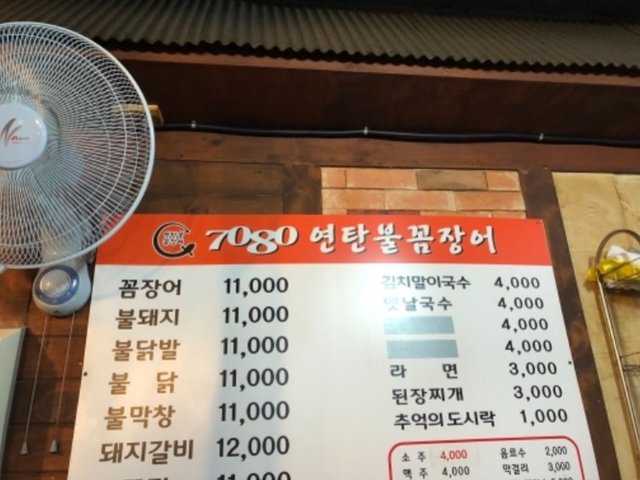 7080 연탄불꼼장어
꼼장어 11,000
불돼지 11,000
불닭발 11,000
불 닭 11,000
불막창 11,000
돼지갈비 12,000
11,000
김치말이국수 4,000
옛날국수 4,000
4,000
4,000
라 면 3,000
된장찌개 3,000
추억의도시락 1,000
소 주 4,000 음료수 2,000
맥 주 4,000 막걸리 3,000